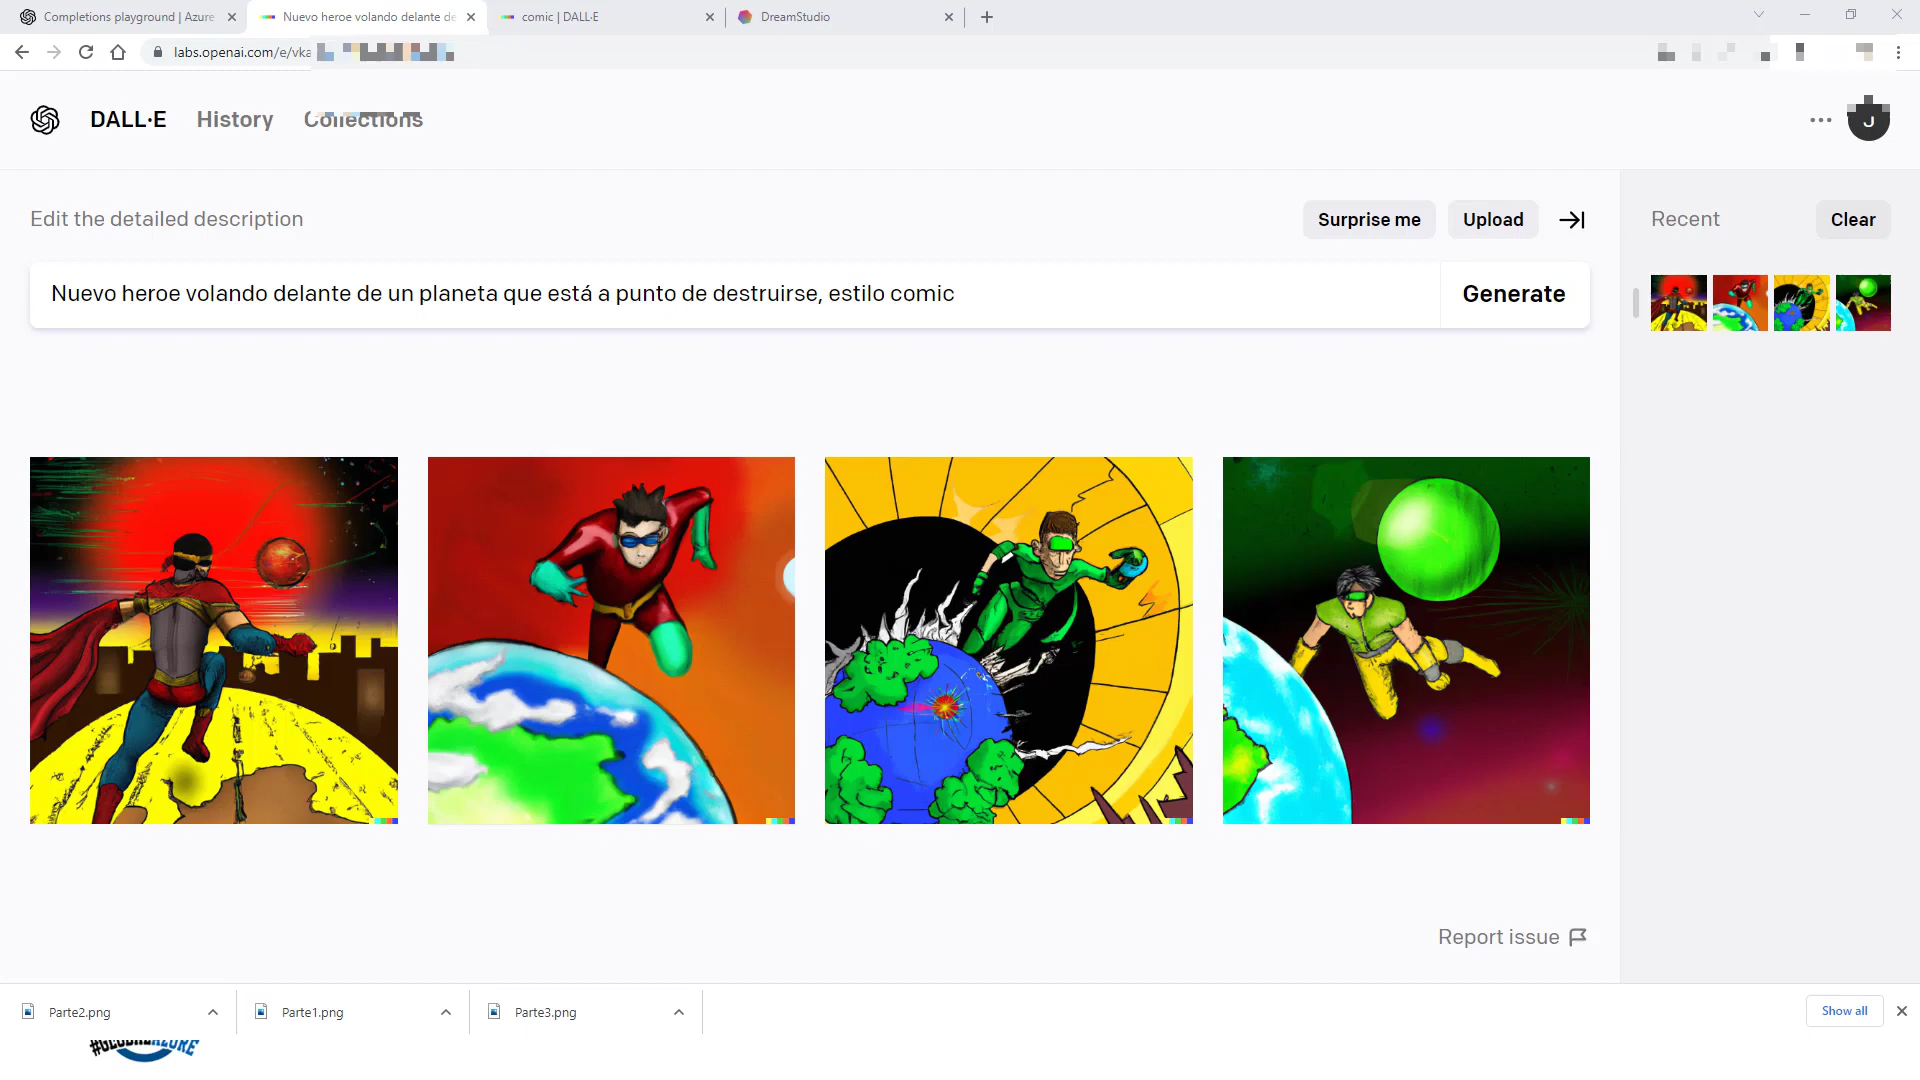 Completions playground | Azure
Nuevo heroe volando delante de
comic | DALL·E
DreamStudio
labs.openai.com/e/vka
DALL·E
History
Collections
J
Edit the detailed description
Surprise me
Upload
Recent
Clear
Nuevo heroe volando delante de un planeta que está a punto de destruirse, estilo comic
Generate
Report issue
Parte2.png
Parte1.png
Parte3.png
Show all
#GLOBALAZURE